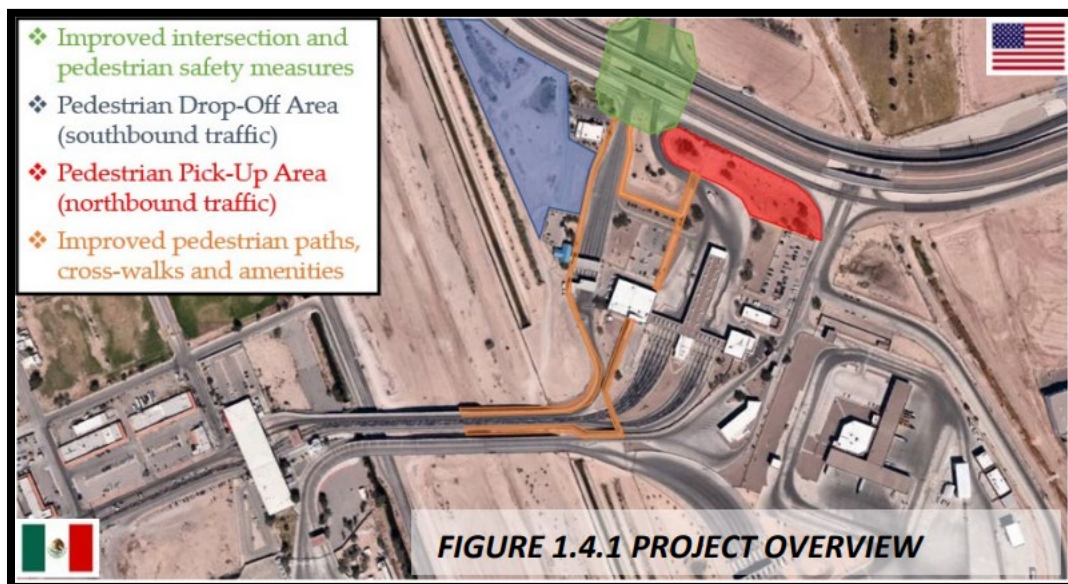 ❖ Improved intersection and
pedestrian safety measures
❖ Pedestrian Drop-Off Area
(southbound traffic)
❖ Pedestrian Pick-Up Area
(northbound traffic)
❖ Improved pedestrian paths,
cross-walks and amenities
FIGURE 1.4.1 PROJECT OVERVIEW